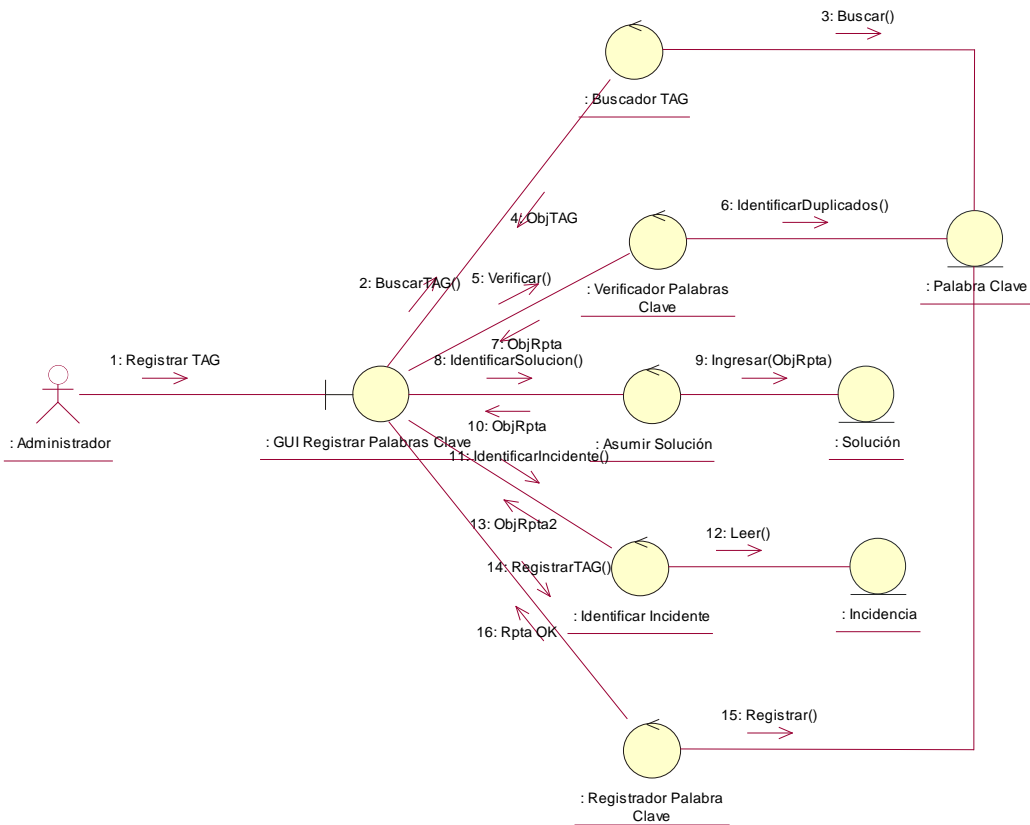 3: Buscar()
: Buscador TAG
4: ObjTAG
6: IdentificarDuplicados()
2: BuscarTAG()
5: Verificar()
: Verificador Palabras
Clave
: Palabra Clave
7: ObjRpta
1: Registrar TAG
8: IdentificarSolucion()
9: Ingresar(ObjRpta)
10: ObjRpta
: Administrador
: GUI Registrar Palabras Clave
: Asumir Solución
: Solución
11: IdentificarIncidente()
13: ObjRpta2
12: Leer()
14: RegistrarTAG()
: Identificar Incidente
: Incidencia
16: Rpta OK
15: Registrar()
: Registrador Palabra
Clave